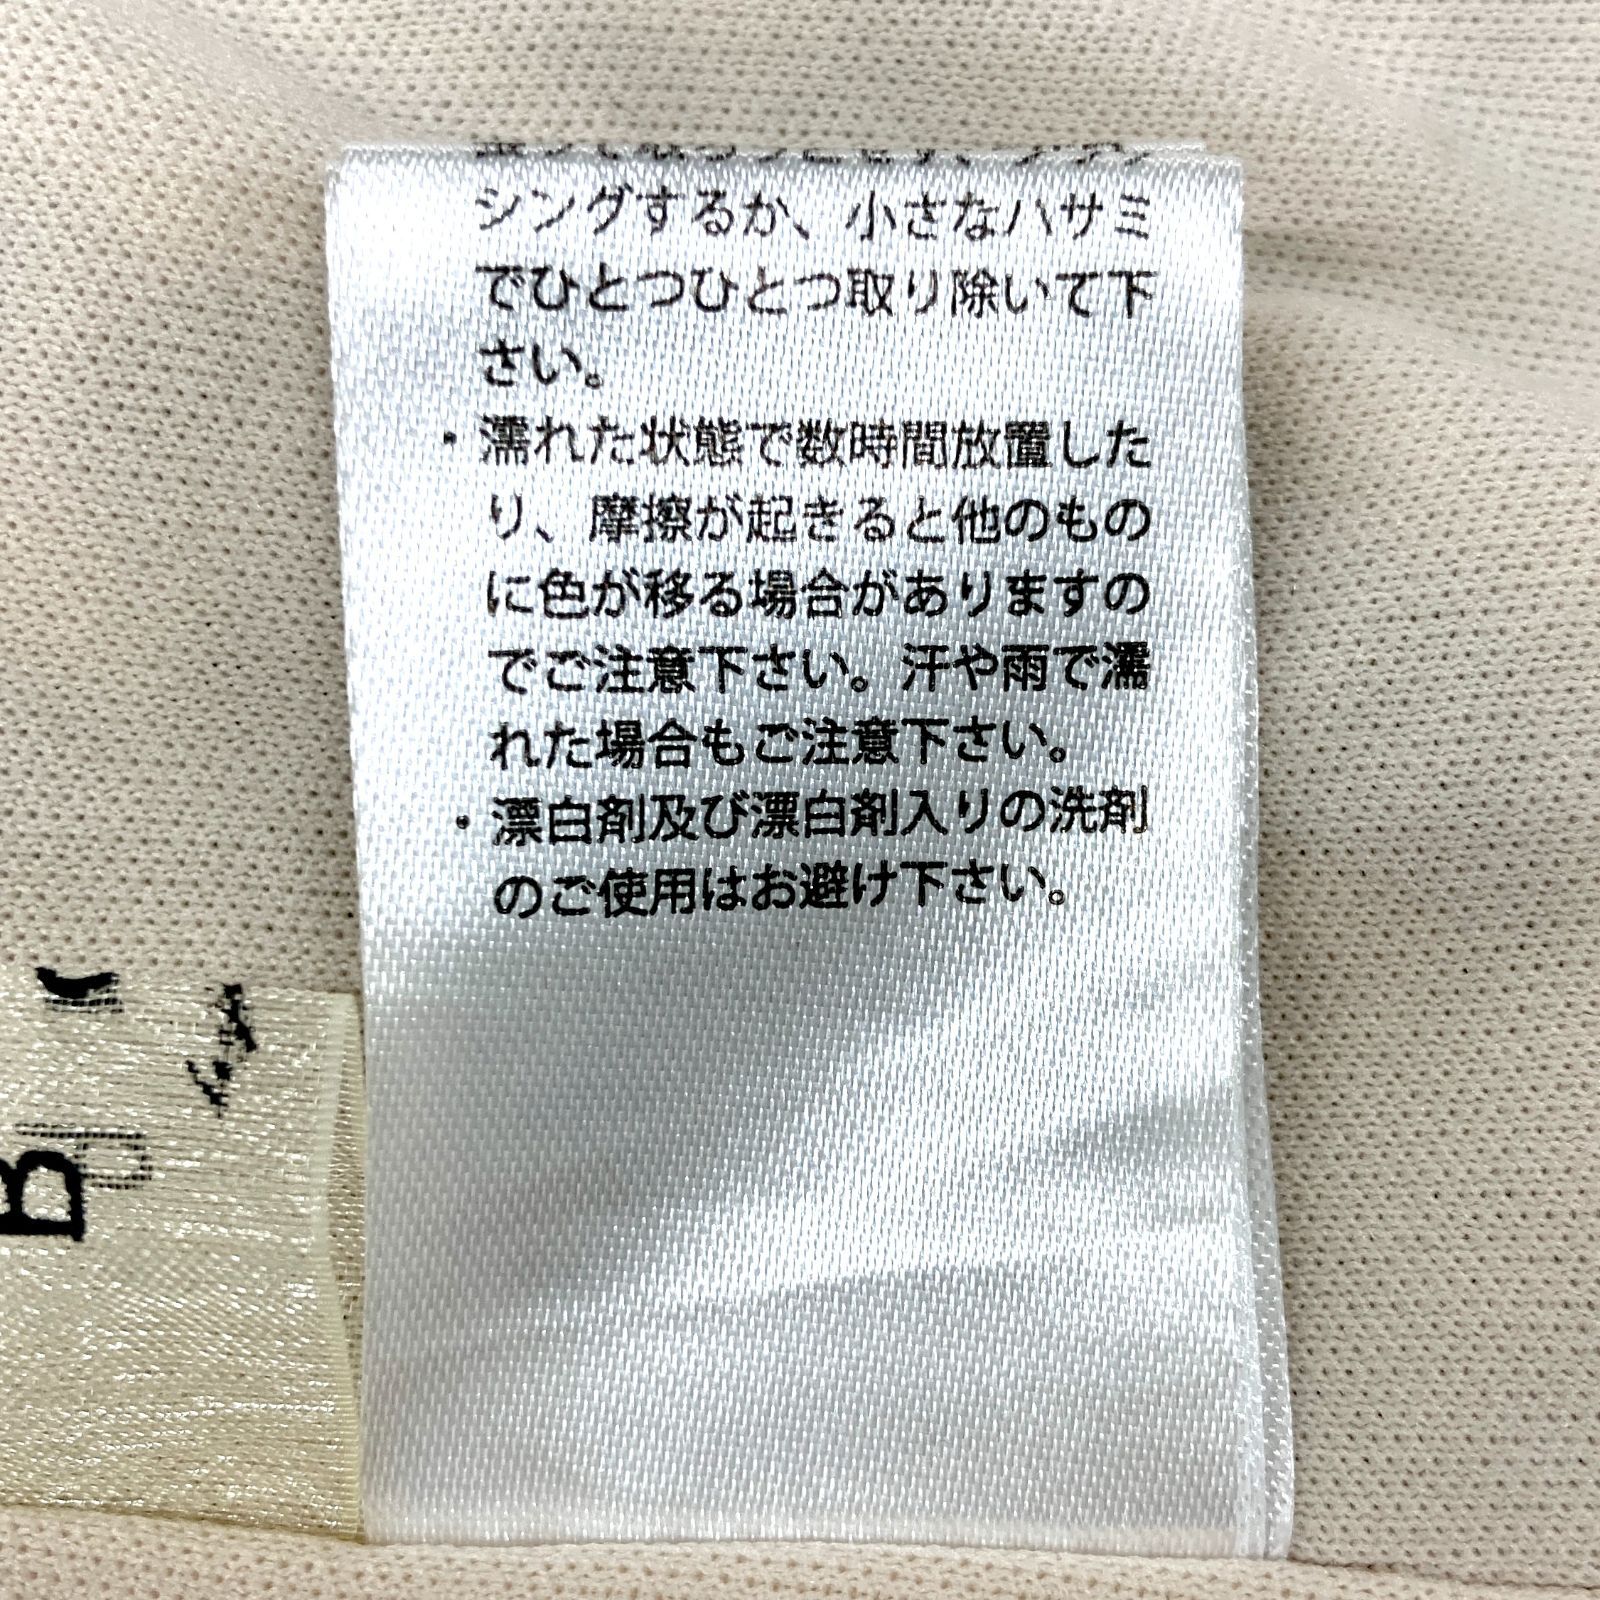 シングするか、小さなハサミ
でひとつひとつ取り除いて下
さい。
・濡れた状態で数時間放置した
り、摩擦が起きると他のもの
に色が移る場合がありますの
でご注意下さい。汗や雨で濡
れた場合もご注意下さい。
・漂白剤及び漂白剤入りの洗剤
のご使用はお避け下さい。
B